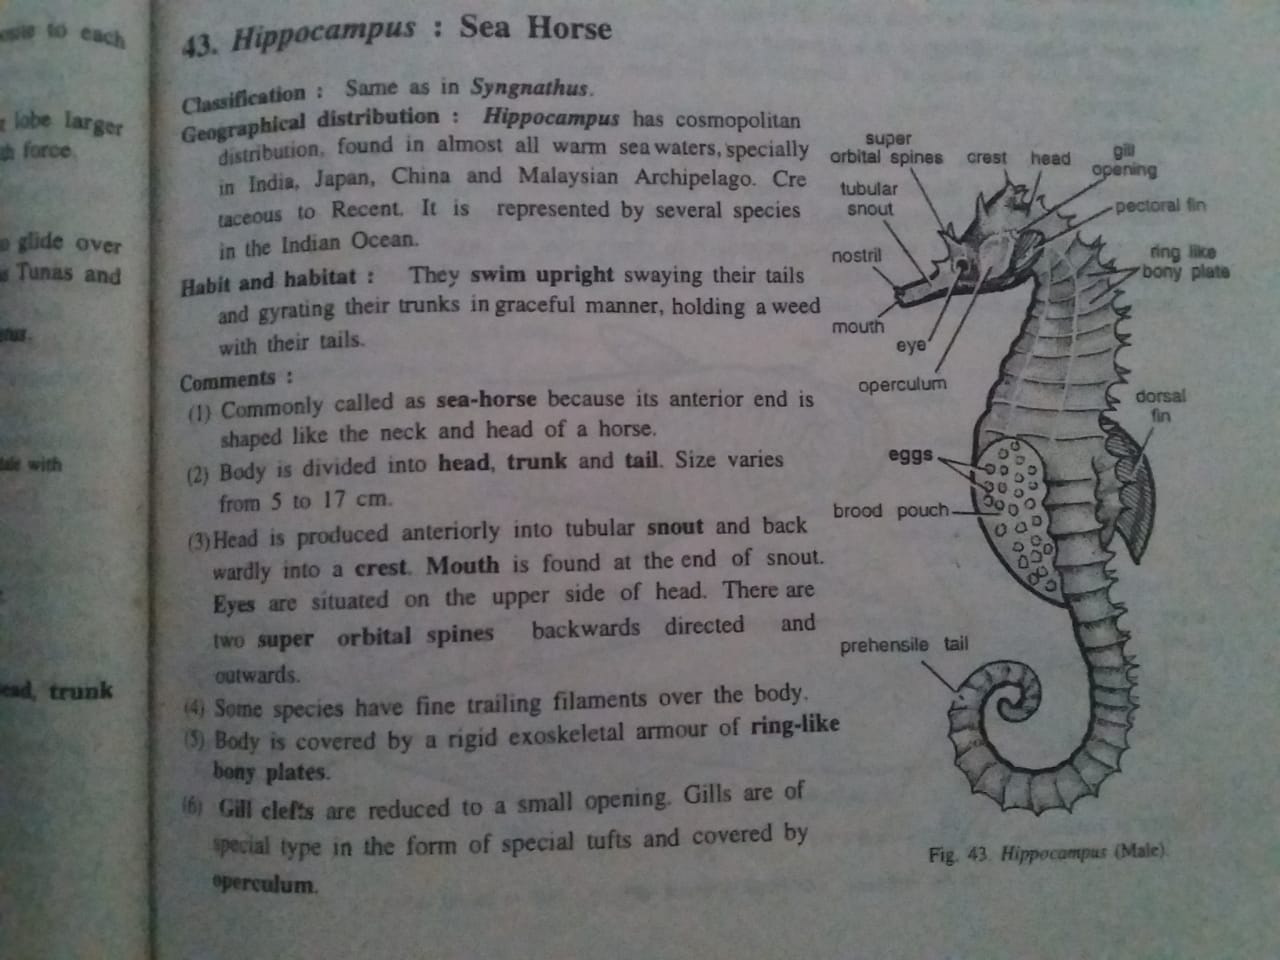 to each
lobe larger
force.
glide over
Tunas and
with
trunk
43. Hippocampus : Sea Horse
Classification : Same as in Syngnathus.
Geographical distribution : Hippocampus has cosmopolitan
distribution, found in almost all warm sea waters, specially
in India, Japan, China and Malaysian Archipelago. Cre
taceous to Recent. It is represented by several species
in the Indian Ocean.
Habit and habitat : They swim upright swaying their tails
and gyrating their trunks in graceful manner, holding a weed
with their tails.
Comments :
(1) Commonly called as sea-horse because its anterior end is
shaped like the neck and head of a horse.
(2) Body is divided into head, trunk and tail. Size varies
from 5 to 17 cm.
(3) Head is produced anteriorly into tubular snout and back
wardly into a crest. Mouth is found at the end of snout.
Eyes are situated on the upper side of head. There are
two super orbital spines backwards directed and
outwards.
(4) Some species have fine trailing filaments over the body.
(5) Body is covered by a rigid exoskeletal armour of ring-like
bony plates.
(6) Gill clefts are reduced to a small opening. Gills are of
special type in the form of special tufts and covered by
operculum.
super
orbital spines
crest
head
gill
opening
tubular
snout
pectoral fin
nostril
ring like
bony plate
mouth
eye
operculum
dorsal
fin
eggs
brood pouch
prehensile tail
Fig. 43. Hippocampus (Male).